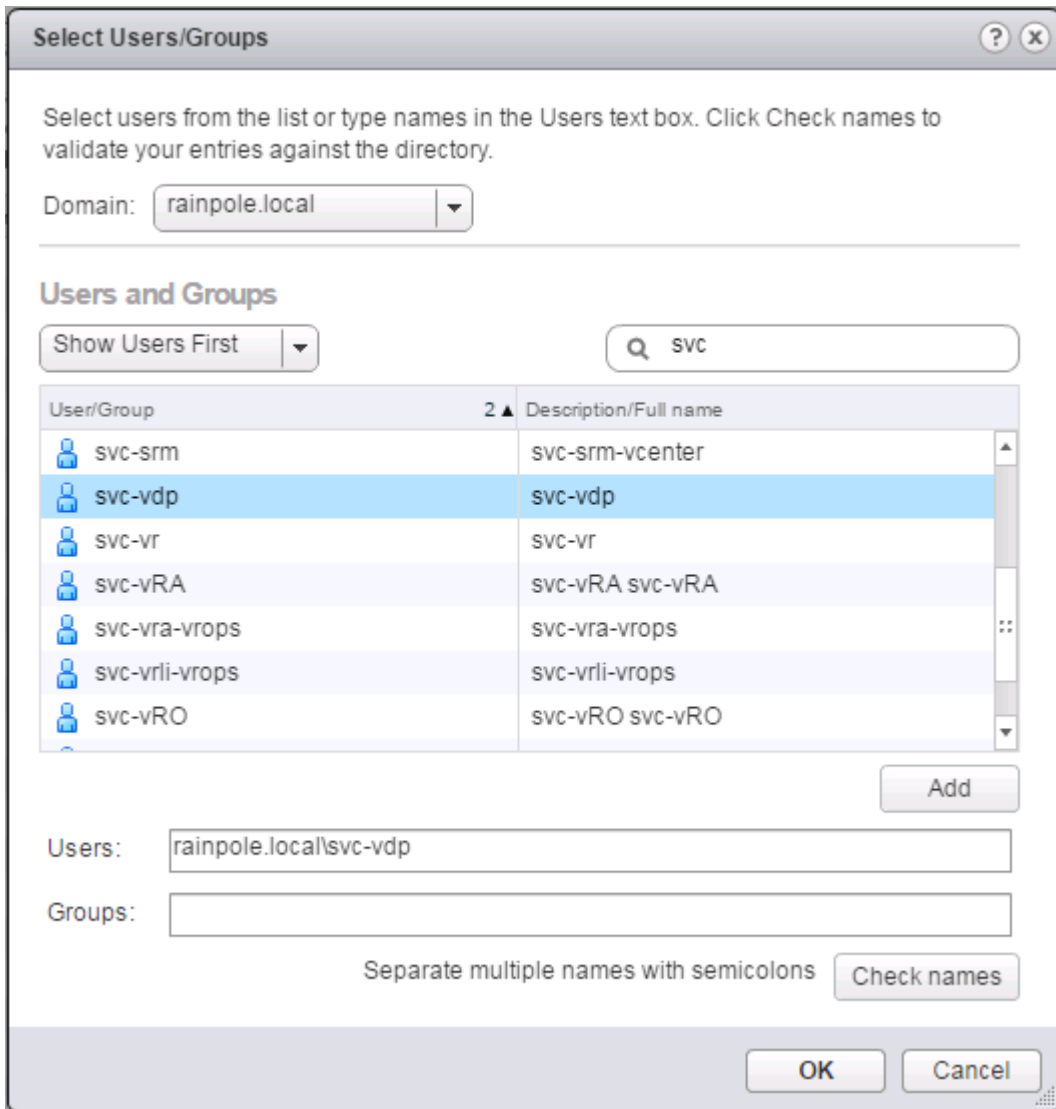 Select Users/Groups
?
x
Select users from the list or type names in the Users text box. Click Check names to
validate your entries against the directory.
Domain: rainpole.local
Users and Groups
Show Users First svc
User/Group 2 ▲ Description/Full name
svc-srm svc-srm-vcenter
svc-vdp svc-vdp
svc-vr svc-vr
svc-vRA svc-vRA svc-vRA
svc-vra-vrops svc-vra-vrops
svc-vrli-vrops svc-vrli-vrops
svc-vRO svc-vRO svc-vRO
Add
Users: rainpole.local\svc-vdp
Groups:
Separate multiple names with semicolons Check names
OK Cancel